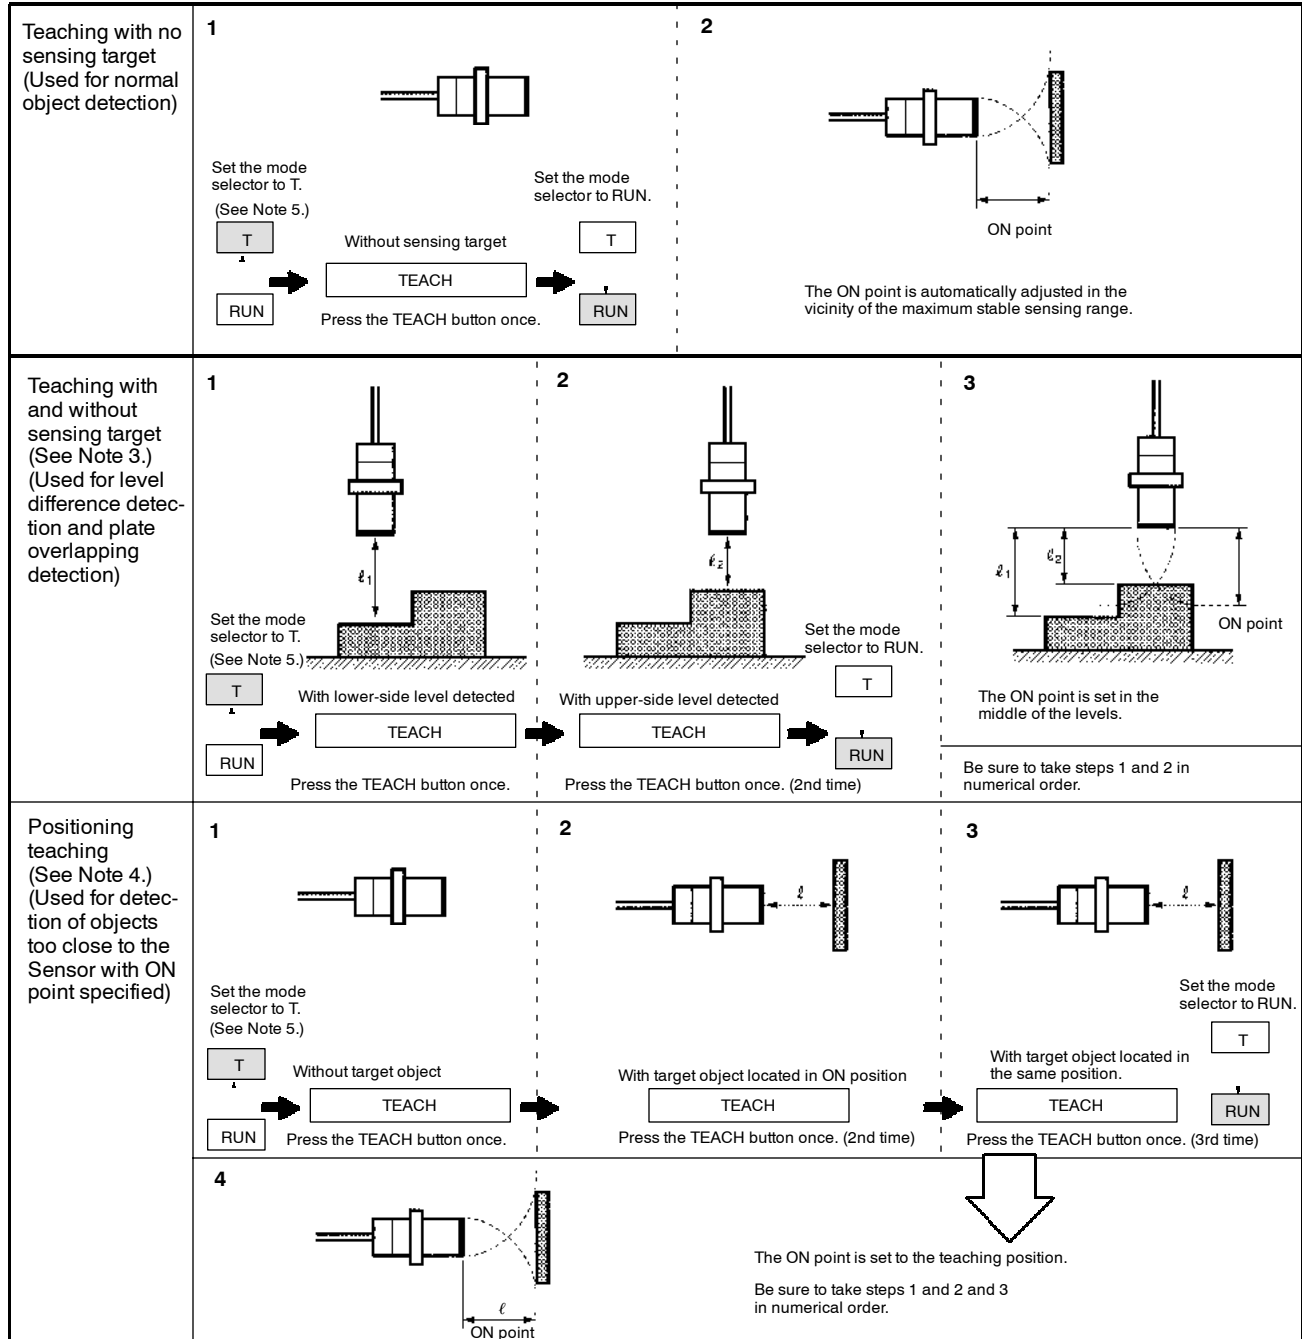 Teaching with no
sensing target
(Used for normal
object detection)
1
Set the mode
selector to T.
(See Note 5.)
T
RUN
Without sensing target
TEACH
Press the TEACH button once.
Set the mode
selector to RUN.
T
RUN
2
ON point
The ON point is automatically adjusted in the
vicinity of the maximum stable sensing range.
Teaching with
and without
sensing target
(See Note 3.)
(Used for level
difference detec-
tion and plate
overlapping
detection)
1
ℓ1
Set the mode
selector to T.
(See Note 5.)
T
RUN
With lower-side level detected
TEACH
Press the TEACH button once.
2
ℓ2
With upper-side level detected
TEACH
Press the TEACH button once. (2nd time)
Set the mode
selector to RUN.
T
RUN
3
ℓ1
ℓ2
ON point
The ON point is set in the
middle of the levels.
Be sure to take steps 1 and 2 in
numerical order.
Positioning
teaching
(See Note 4.)
(Used for detec-
tion of objects
too close to the
Sensor with ON
point specified)
1
Set the mode
selector to T.
(See Note 5.)
T
RUN
Without target object
TEACH
Press the TEACH button once.
2
ℓ
With target object located in ON position
TEACH
Press the TEACH button once. (2nd time)
3
ℓ
With target object located in
the same position.
TEACH
Press the TEACH button once. (3rd time)
Set the mode
selector to RUN.
T
RUN
4
ℓ
ON point
The ON point is set to the teaching position.
Be sure to take steps 1 and 2 and 3
in numerical order.